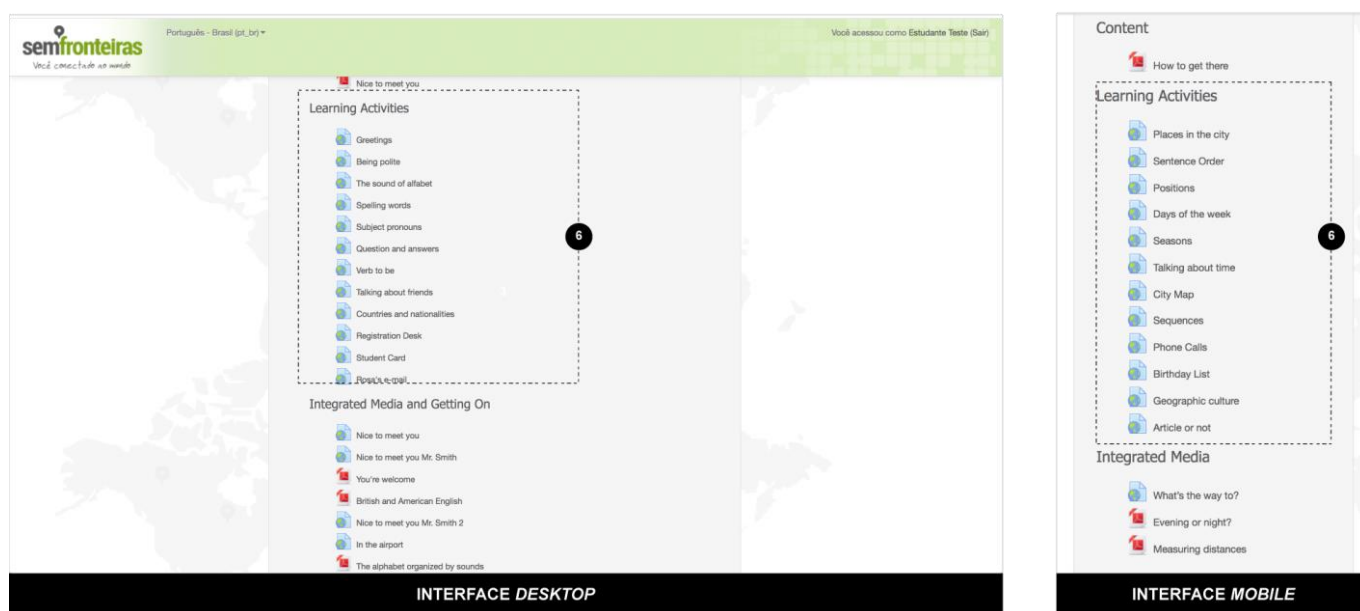 semfronteiras
Você conectado ao mundo
Português - Brasil (pt_br)
Você acessou como Estudante Teste (Sair)
Nice to meet you
Learning Activities
Greetings
Being polite
The sound of alfabet
Spelling words
Subject pronouns
Question and answers
Verb to be
Talking about friends
Countries and nationalities
Registration Desk
Student Card
Rosa's e-mail
6
Integrated Media and Getting On
Nice to meet you
Nice to meet you Mr. Smith
You're welcome
British and American English
Nice to meet you Mr. Smith 2
In the airport
The alphabet organized by sounds
INTERFACE DESKTOP
Content
How to get there
Learning Activities
Places in the city
Sentence Order
Positions
Days of the week
Seasons
Talking about time
City Map
Sequences
Phone Calls
Birthday List
Geographic culture
Article or not
6
Integrated Media
What's the way to?
Evening or night?
Measuring distances
INTERFACE MOBILE